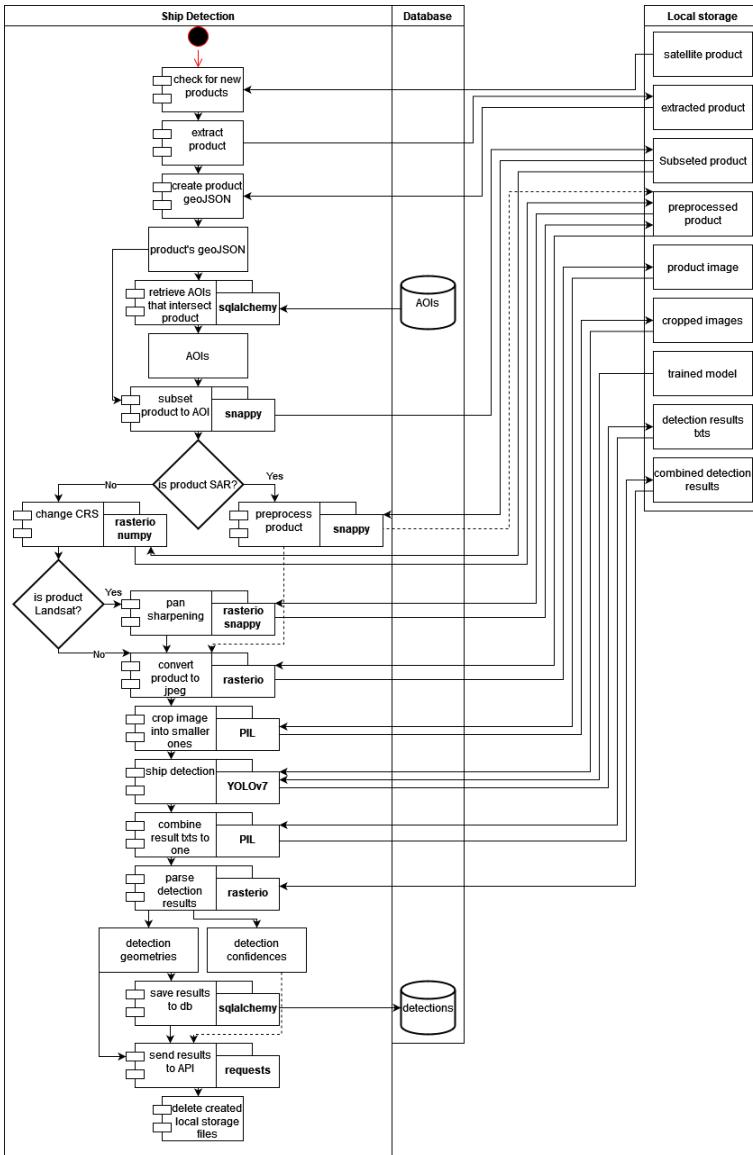 Ship Detection
Database
Local storage
satellite product
check for new
products
extracted product
extract
product
Subseted product
create product
geoJSON
preprocessed
product
product's geoJSON
product image
retrieve AOIs
that intersect
product
sqlalchemy
AOIs
cropped images
AOIs
trained model
subset
product to AOI
snappy
detection results
txts
combined detection
results
is product SAR?
No
Yes
change CRS
rasterio
numpy
preprocess
product
snappy
is product
Landsat?
Yes
pan
sharpening
rasterio
snappy
No
convert
product to
jpeg
rasterio
crop image
into smaller
ones
PIL
ship detection
YOLOv7
combine
result txts to
one
PIL
parse
detection
results
rasterio
detection
geometries
detection
confidences
save results
to db
sqlalchemy
detections
send results
to API
requests
delete created
local storage
files